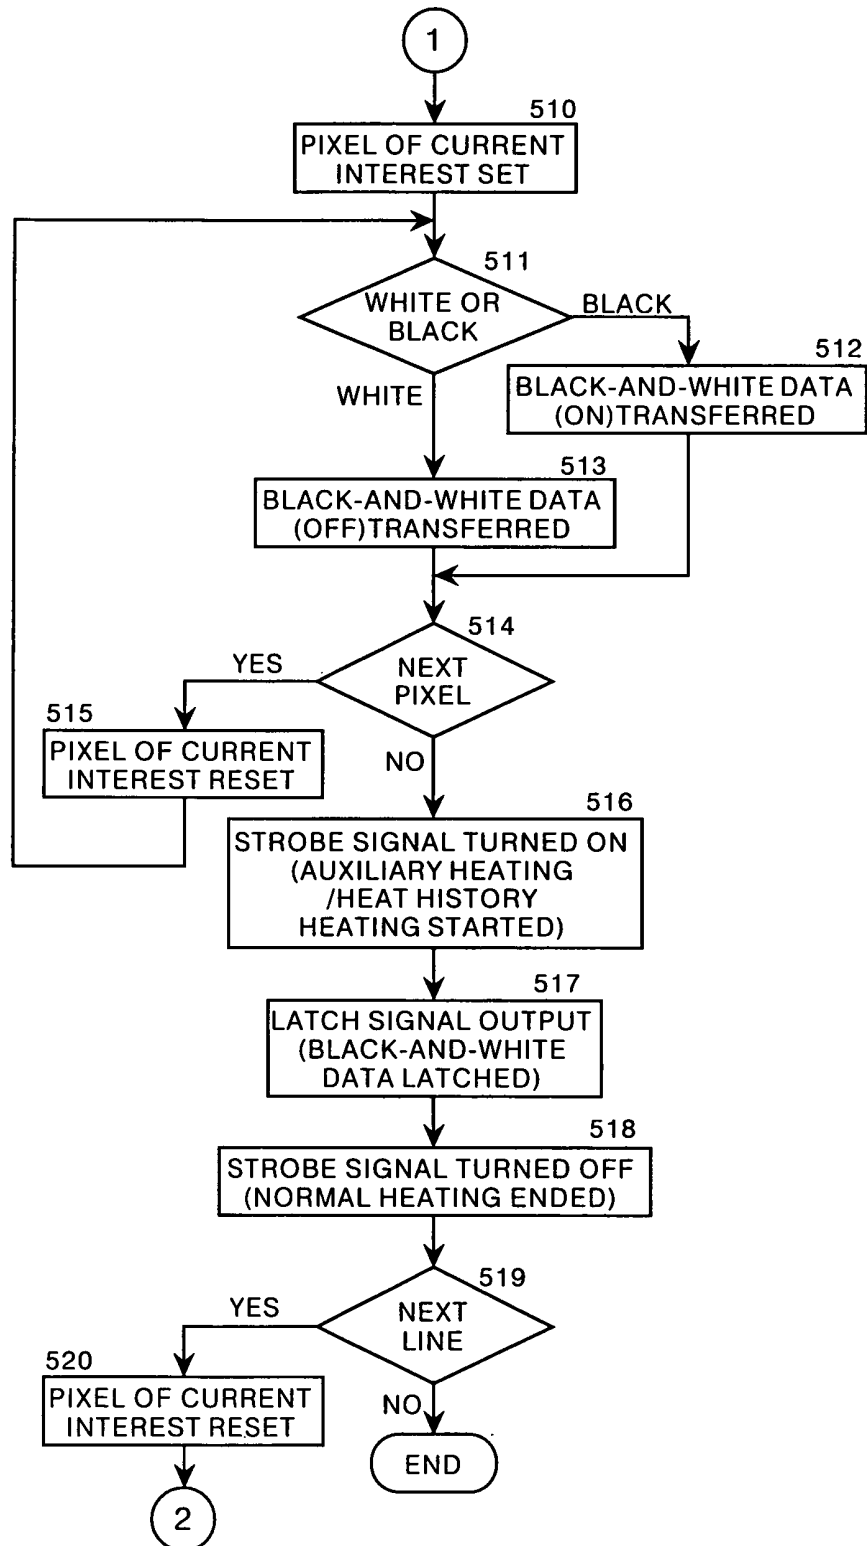 1
510
PIXEL OF CURRENT
INTEREST SET
511
WHITE OR
BLACK
BLACK
512
BLACK-AND-WHITE DATA
(ON)TRANSFERRED
WHITE
513
BLACK-AND-WHITE DATA
(OFF)TRANSFERRED
514
NEXT
PIXEL
YES
515
PIXEL OF CURRENT
INTEREST RESET
NO
516
STROBE SIGNAL TURNED ON
(AUXILIARY HEATING
/HEAT HISTORY
HEATING STARTED)
517
LATCH SIGNAL OUTPUT
(BLACK-AND-WHITE
DATA LATCHED)
518
STROBE SIGNAL TURNED OFF
(NORMAL HEATING ENDED)
519
NEXT
LINE
YES
520
PIXEL OF CURRENT
INTEREST RESET
NO
END
2